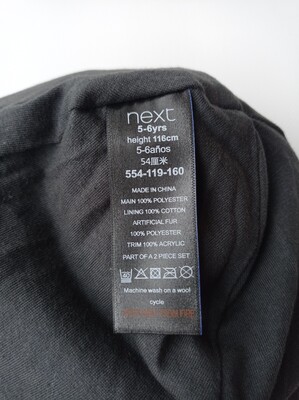 next
5-6yrs
height 116cm
5-6años
54厘米
554-119-160
MADE IN CHINA
MAIN 100% POLYESTER
LINING 100% COTTON
ARTIFICIAL FUR
100% POLYESTER
TRIM 100% ACRYLIC
PART OF A 2 PIECE SET
Machine wash on a wool
cycle